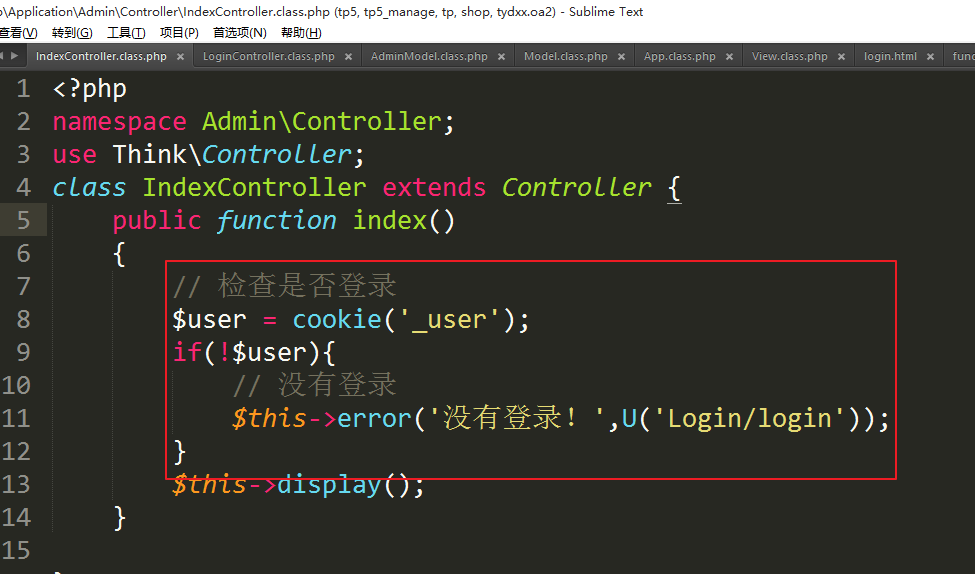 \Application\Admin\Controller\IndexController.class.php (tp5, tp5_manage, tp, shop, tydxx.oa2) - Sublime Text
查看(V) 转到(G) 工具(T) 项目(P) 首选项(N) 帮助(H)
IndexController.class.php × LoginController.class.php × AdminModel.class.php × Model.class.php × App.class.php × View.class.php × login.html × func
1 <?php
2 namespace Admin\Controller;
3 use Think\Controller;
4 class IndexController extends Controller {
5 public function index()
6 {
7 // 检查是否登录
8 $user = cookie('_user');
9 if(!$user){
10 // 没有登录
11 $this->error('没有登录! ',U('Login/login'));
12 }
13 $this->display();
14 }
15